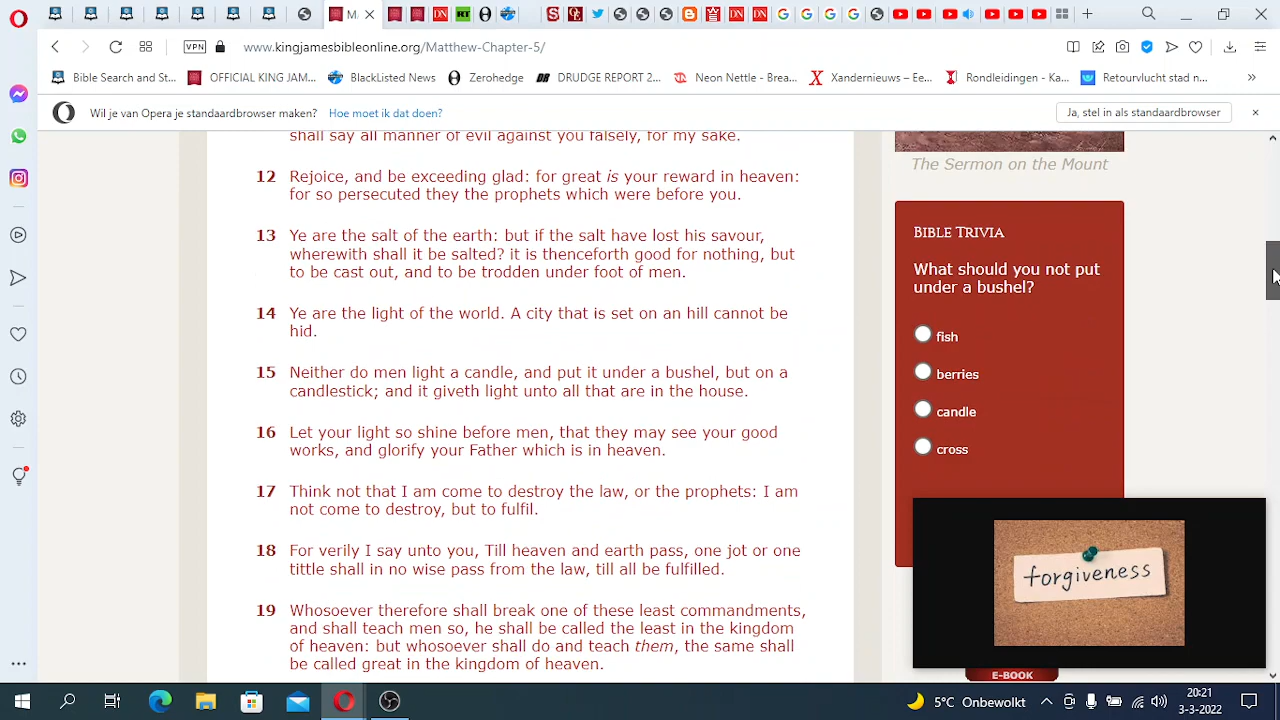 Ma
DN
RT
DN
DN
VPN
www.kingjamesbibleonline.org/Matthew-Chapter-5/
Bible Search and St...
OFFICIAL KING JAM...
BlackListed News
Zerohedge
DRUDGE REPORT 2...
Neon Nettle - Brea...
Xandernieuws – Ee...
Rondleidingen - Ka...
Retourvlucht stad n...
»
Wil je van Opera je standaardbrowser maken? Hoe moet ik dat doen?
Ja, stel in als standaardbrowser
shall say all manner of evil against you falsely, for my sake.
12 Rejoice, and be exceeding glad: for great is your reward in heaven:
for so persecuted they the prophets which were before you.
13 Ye are the salt of the earth: but if the salt have lost his savour,
wherewith shall it be salted? it is thenceforth good for nothing, but
to be cast out, and to be trodden under foot of men.
14 Ye are the light of the world. A city that is set on an hill cannot be
hid.
15 Neither do men light a candle, and put it under a bushel, but on a
candlestick; and it giveth light unto all that are in the house.
16 Let your light so shine before men, that they may see your good
works, and glorify your Father which is in heaven.
17 Think not that I am come to destroy the law, or the prophets: I am
not come to destroy, but to fulfil.
18 For verily I say unto you, Till heaven and earth pass, one jot or one
tittle shall in no wise pass from the law, till all be fulfilled.
19 Whosoever therefore shall break one of these least commandments,
and shall teach men so, he shall be called the least in the kingdom
of heaven: but whosoever shall do and teach them, the same shall
be called great in the kingdom of heaven.
The Sermon on the Mount
BIBLE TRIVIA
What should you not put
under a bushel?
fish
berries
candle
cross
forgiveness
E-BOOK
5°C Onbewolkt
20:21
3-3-2022